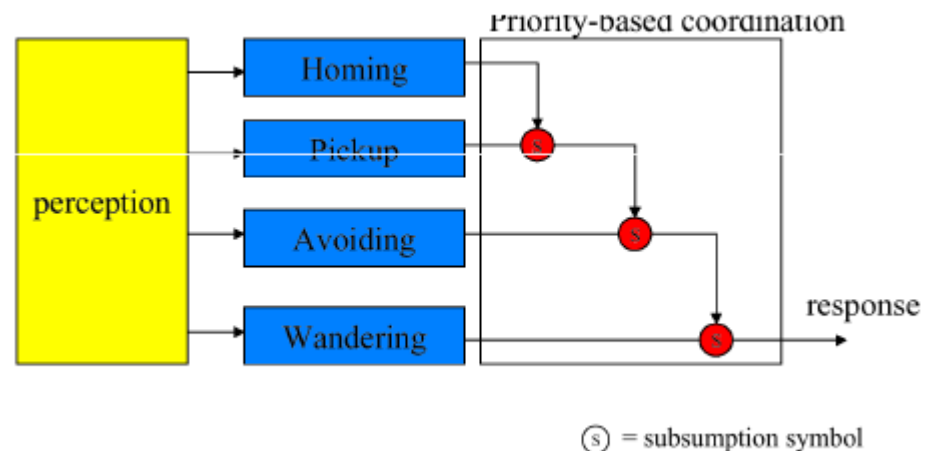 Priority-based coordination
Homing
Pickup
perception
Avoiding
Wandering
response
s
s
s
s = subsumption symbol